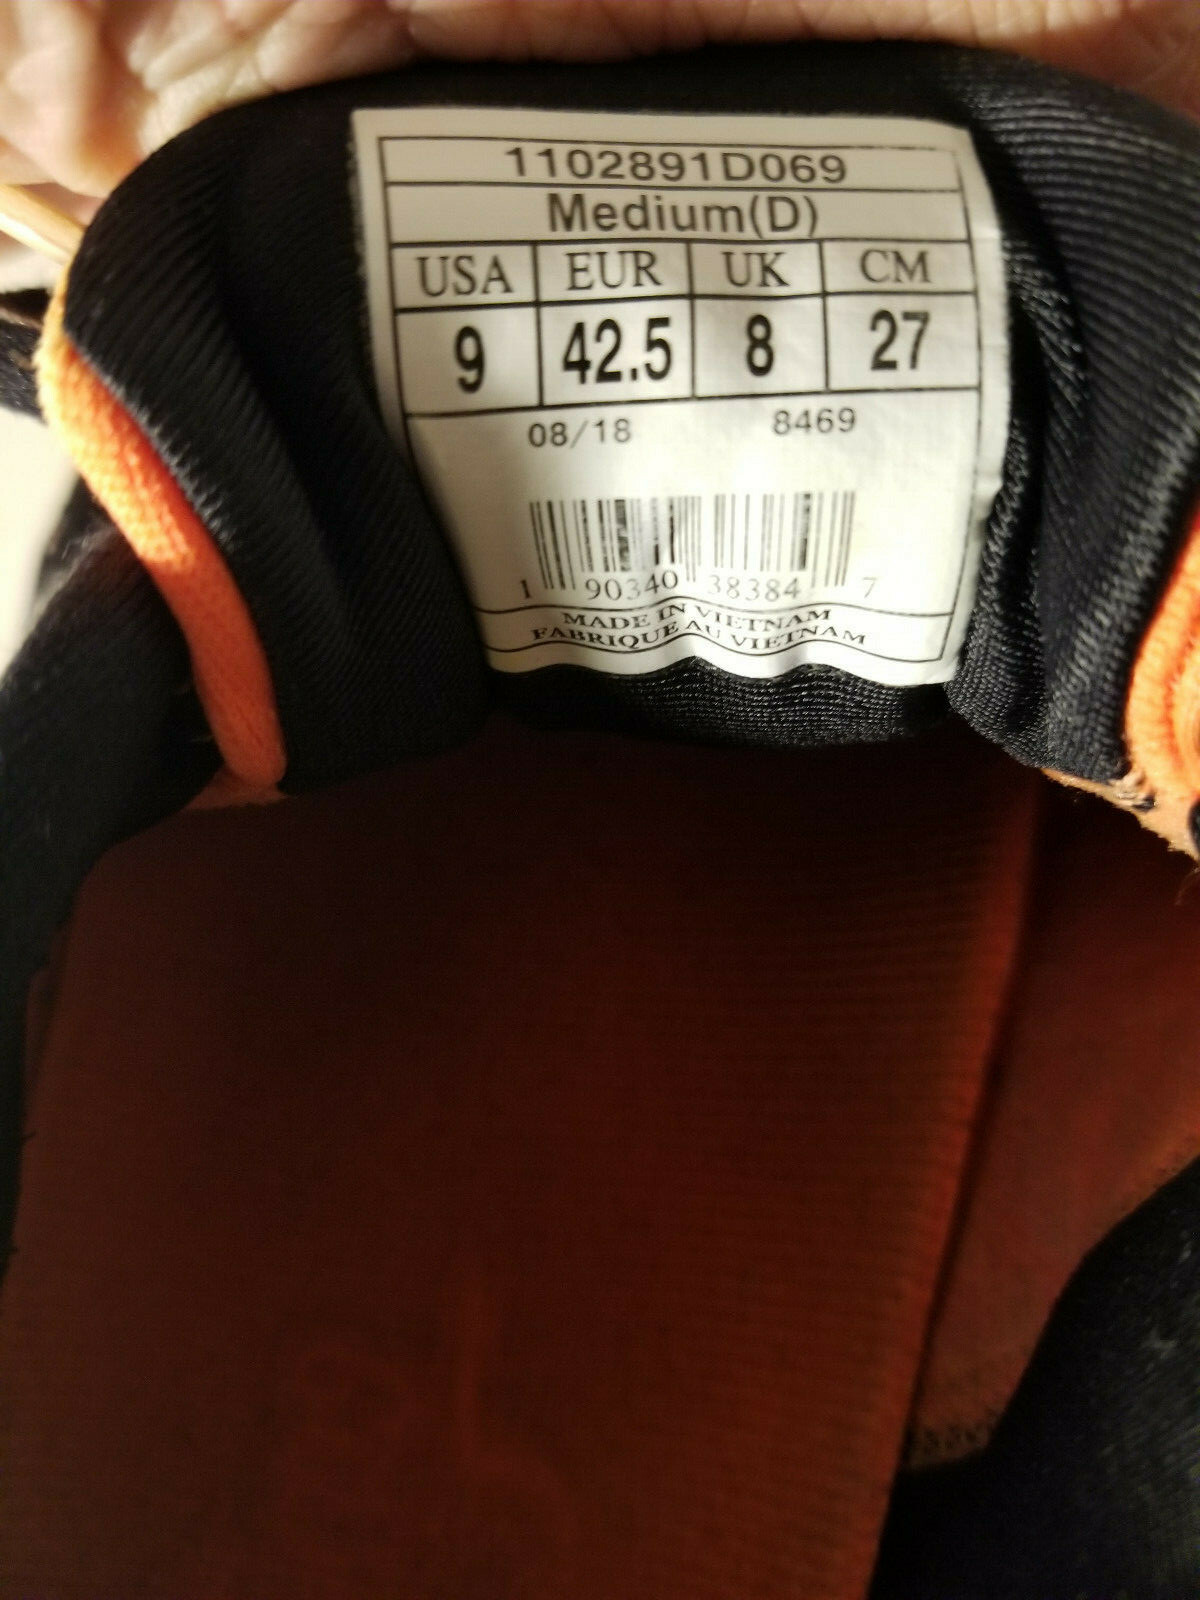 1102891D069
Medium(D)
USA EUR UK CM
9 42.5 8 27
08/18 8469
1 90340 38384 7
MADE IN VIETNAM
FABRIQUE AU VIETNAM